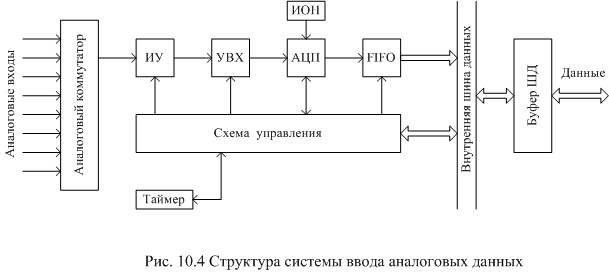 ИОН
Аналоговые входы
Аналоговый коммутатор
ИУ
УВХ
АЦП
FIFO
Внутренняя шина данных
Буфер ШД
Данные
Схема управления
Таймер
Рис. 10.4 Структура системы ввода аналоговых данных